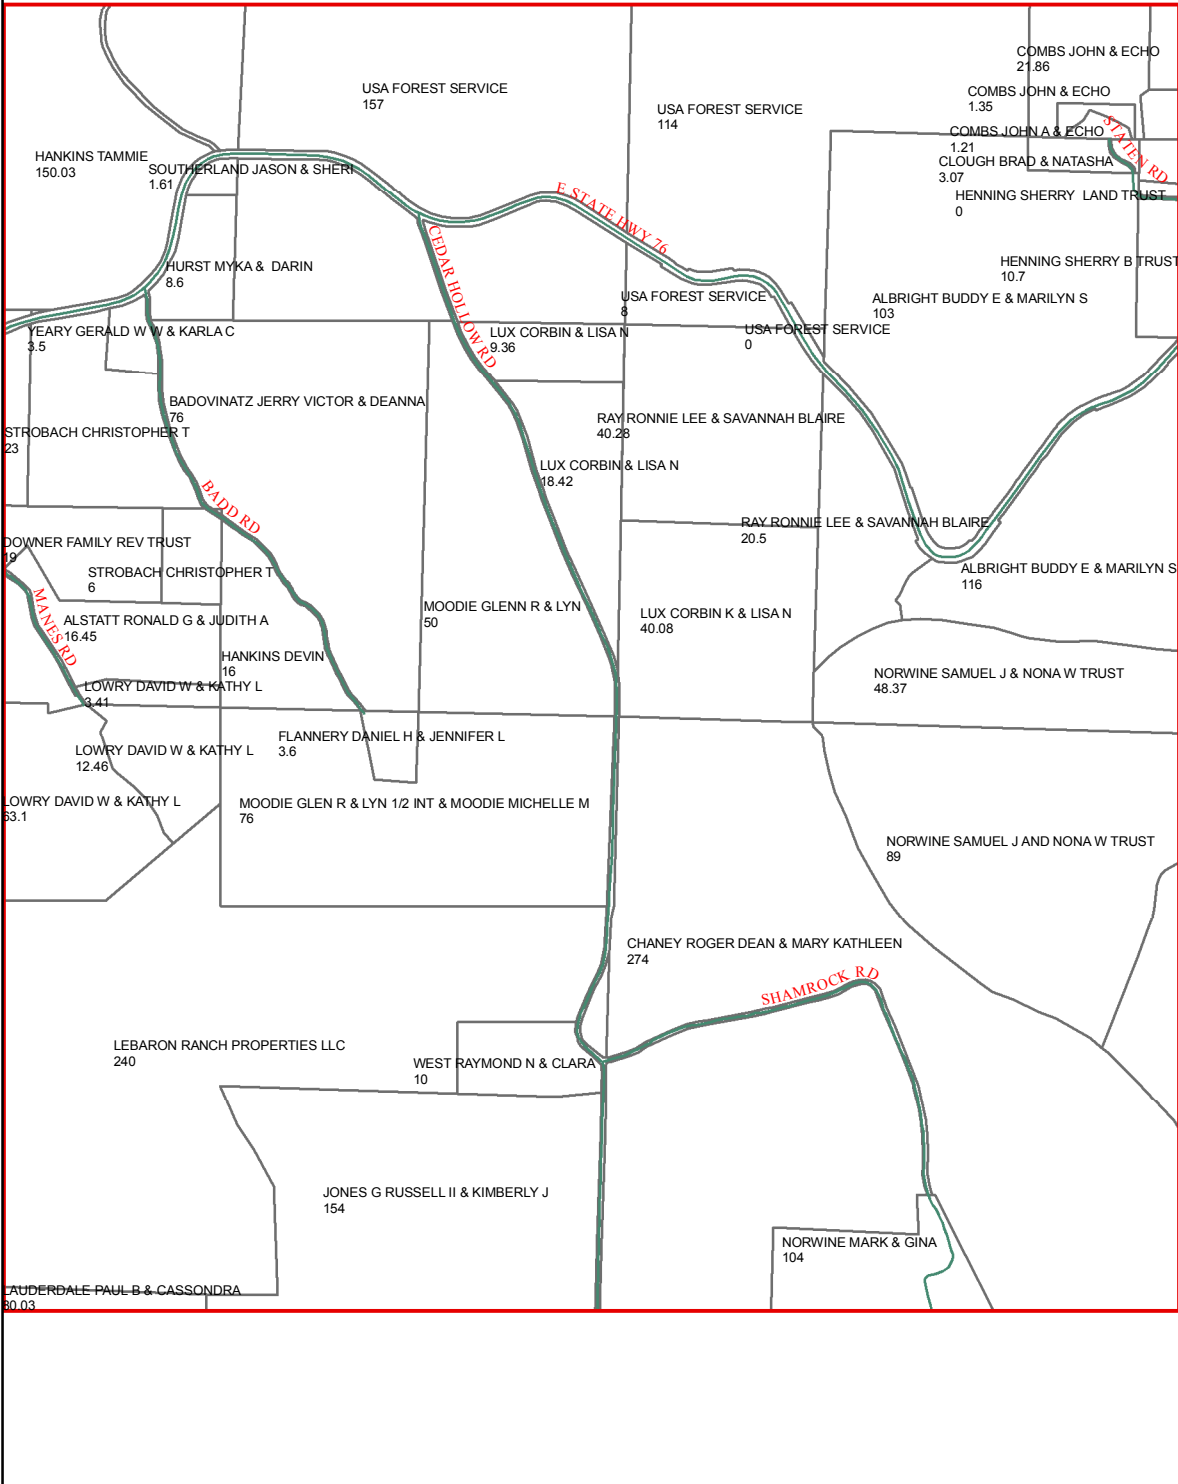 COMBS JOHN & ECHO
21.86
USA FOREST SERVICE
157
COMBS JOHN & ECHO
1.35
USA FOREST SERVICE
114
STATEN RD
COMBS JOHN A & ECHO
1.21
HANKINS TAMMIE
150.03
SOUTHERLAND JASON & SHERI
1.61
CLOUGH BRAD & NATASHA
3.07
E STATE HWY 76
HENNING SHERRY LAND TRUST
0
CEDAR HOLLOW RD
HURST MYKA & DARIN
8.6
HENNING SHERRY B TRUST
10.7
USA FOREST SERVICE
8
ALBRIGHT BUDDY E & MARILYN S
103
YEARY GERALD W W & KARLA C
3.5
LUX CORBIN & LISA N
9.36
USA FOREST SERVICE
0
BADOVINATZ JERRY VICTOR & DEANNA
76
RAY RONNIE LEE & SAVANNAH BLAIRE
40.28
STROBACH CHRISTOPHER T
23
LUX CORBIN & LISA N
18.42
BADD RD
RAY RONNIE LEE & SAVANNAH BLAIRE
20.5
DOWNER FAMILY REV TRUST
19
STROBACH CHRISTOPHER T
6
ALBRIGHT BUDDY E & MARILYN S
116
MANES RD
ALSTATT RONALD G & JUDITH A
16.45
MOODIE GLENN R & LYN
50
LUX CORBIN K & LISA N
40.08
HANKINS DEVIN
16
NORWINE SAMUEL J & NONA W TRUST
48.37
LOWRY DAVID W & KATHY L
3.41
FLANNERY DANIEL H & JENNIFER L
3.6
LOWRY DAVID W & KATHY L
12.46
LOWRY DAVID W & KATHY L
63.1
MOODIE GLEN R & LYN 1/2 INT & MOODIE MICHELLE M
76
NORWINE SAMUEL J AND NONA W TRUST
89
CHANEY ROGER DEAN & MARY KATHLEEN
274
SHAMROCK RD
LEBARON RANCH PROPERTIES LLC
240
WEST RAYMOND N & CLARA
10
JONES G RUSSELL II & KIMBERLY J
154
NORWINE MARK & GINA
104
LAUDERDALE PAUL B & CASSONDRA
80.03